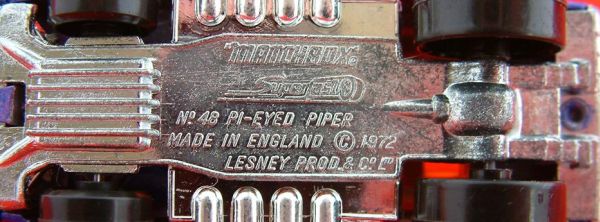 "MATCHBOX"®
Superfast
Nº 48 PI-EYED PIPER
MADE IN ENGLAND © 1972
LESNEY PROD. & Cº Lᵀᴰ